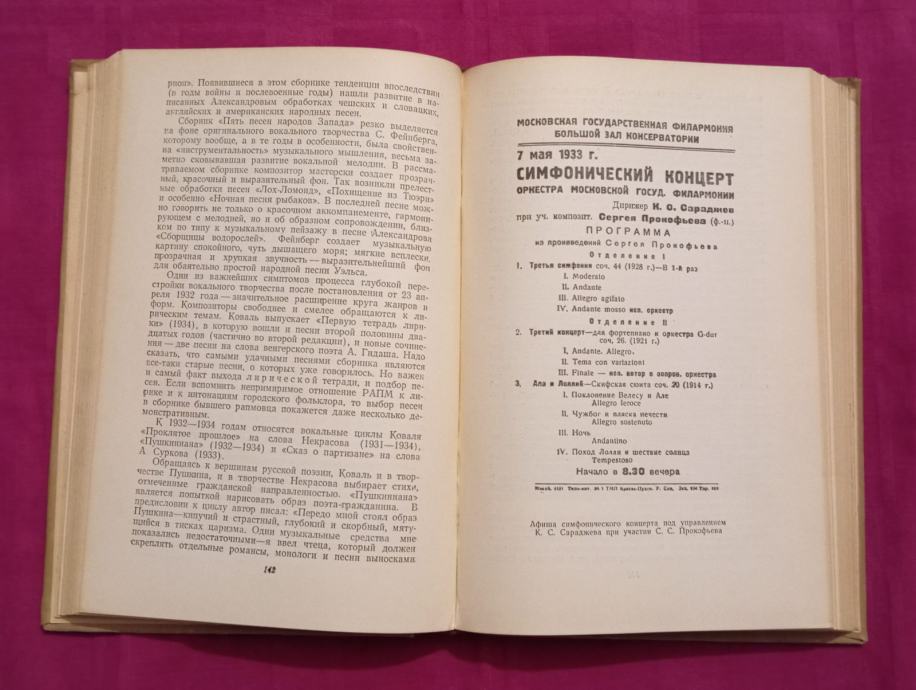 рион». Появившиеся в этом сборнике тенденции впоследствии
(в годы войны и послевоенные годы) нашли развитие в на-
писанных Александровым обработках чешских и словацких,
английских и американских народных песен.
Сборник «Пять песен народов Запада» резко выделяется
на фоне оригинального вокального творчества С. Фейнберга,
которому вообще, а в те годы в особенности, была свойствен-
на «инструментальность» музыкального мышления, весьма за-
метно сковывавшая развитие вокальной мелодии. В рассма-
триваемом сборнике композитор мастерски создает прозрач-
ный, красочный и выразительный фон. Так возникли прелест-
ные обработки песен «Лох-Ломонд», «Похищение из Тюэри»
и особенно «Ночная песня рыбаков». В последней песне мож-
но говорить не только о красочном аккомпанементе, гармони-
рующем с мелодией, но и об образном сопровождении, близ-
ком по типу к музыкальному пейзажу в песне Александрова
«Сборщицы водорослей». Фейнберг создает музыкальную
картину спокойного, чуть дышащего моря; мягкие всплески,
прозрачная и хрупкая звучность — выразительнейший фон
для обаятельно простой народной песни Уэльса.
Одни из важнейших симптомов процесса глубокой пере-
стройки вокального творчества после постановления от 23 ап-
реля 1932 года — значительное расширение круга жанров и
форм. Композиторы свободнее и смелее обращаются к ли-
рическим темам. Коваль выпускает «Первую тетрадь лири-
ки» (1934), в которую вошли и песни второй половины два-
дцатых годов (частично во второй редакции), и новые сочине-
ния — две песни на слова венгерского поэта А. Гидаша. Надо
сказать, что самыми удачными песнями сборника являются
все-таки старые песни, о которых уже говорилось. Но важен
и самый факт выхода лирической тетради, и подбор пе-
сен. Если вспомнить непримиримое отношение РАПМ к ли-
рике и к интонациям городского фольклора, то выбор песен
в сборнике бывшего рапмовца покажется даже несколько де-
монстративным.
К 1932—1934 годам относятся вокальные циклы Коваля
«Проклятое прошлое» на слова Некрасова (1931—1934),
«Пушкиниана» (1932—1934) и «Сказ о партизане» на слова
А. Суркова (1933).
Обращаясь к вершинам русской поэзии, Коваль и в твор-
честве Пушкина, и в творчестве Некрасова выбирает стихи,
отмеченные гражданской направленностью. «Пушкиниана»
является попыткой нарисовать образ поэта-гражданина. В
предисловии к циклу автор писал: «Передо мной стоял образ
Пушкина — кипучий и страстный, глубокий и скорбный, мяту-
щийся в тисках царизма. Одни музыкальные средства мне
показались недостаточными — я ввел чтеца, который должен
скреплять отдельные романсы, монологи и песни выносками
142
МОСКОВСКАЯ ГОСУДАРСТВЕННАЯ ФИЛАРМОНИЯ
БОЛЬШОЙ ЗАЛ КОНСЕРВАТОРИИ
7 мая 1933 г.
СИМФОНИЧЕСКИЙ КОНЦЕРТ
ОРКЕСТРА МОСКОВСКОЙ ГОСУД. ФИЛАРМОНИИ
Дирижер К. С. Сараджев
при уч. композит. Сергея Прокофьева (ф.-п.)
ПРОГРАММА
из произведений Сергея Прокофьева
Отделение I
1. Третья симфония соч. 44 (1928 г.)—В 1-й раз
I. Moderato
II. Andante
III. Allegro agitato
IV. Andante mosso исп. оркестр
Отделение II
2. Третий концерт—для фортепиано и оркестра G-dur
соч. 26. (1921 г.)
I. Andante. Allegro.
II. Tema con variazioni
III. Finale — исп. автор в сопров. оркестра
3. Ала и Лоллий—Скифская сюита соч. 20 (1914 г.)
I. Поклонение Велесу и Але
Allegro feroce
II. Чужбог и пляска нечисти
Allegro sostenuto
III. Ночь
Andantino
IV. Поход Лолля и шествие солнца
Tempestoso
Начало в 8.30 вечера
Афиша симфонического концерта под управлением
К. С. Сараджева при участии С. С. Прокофьева